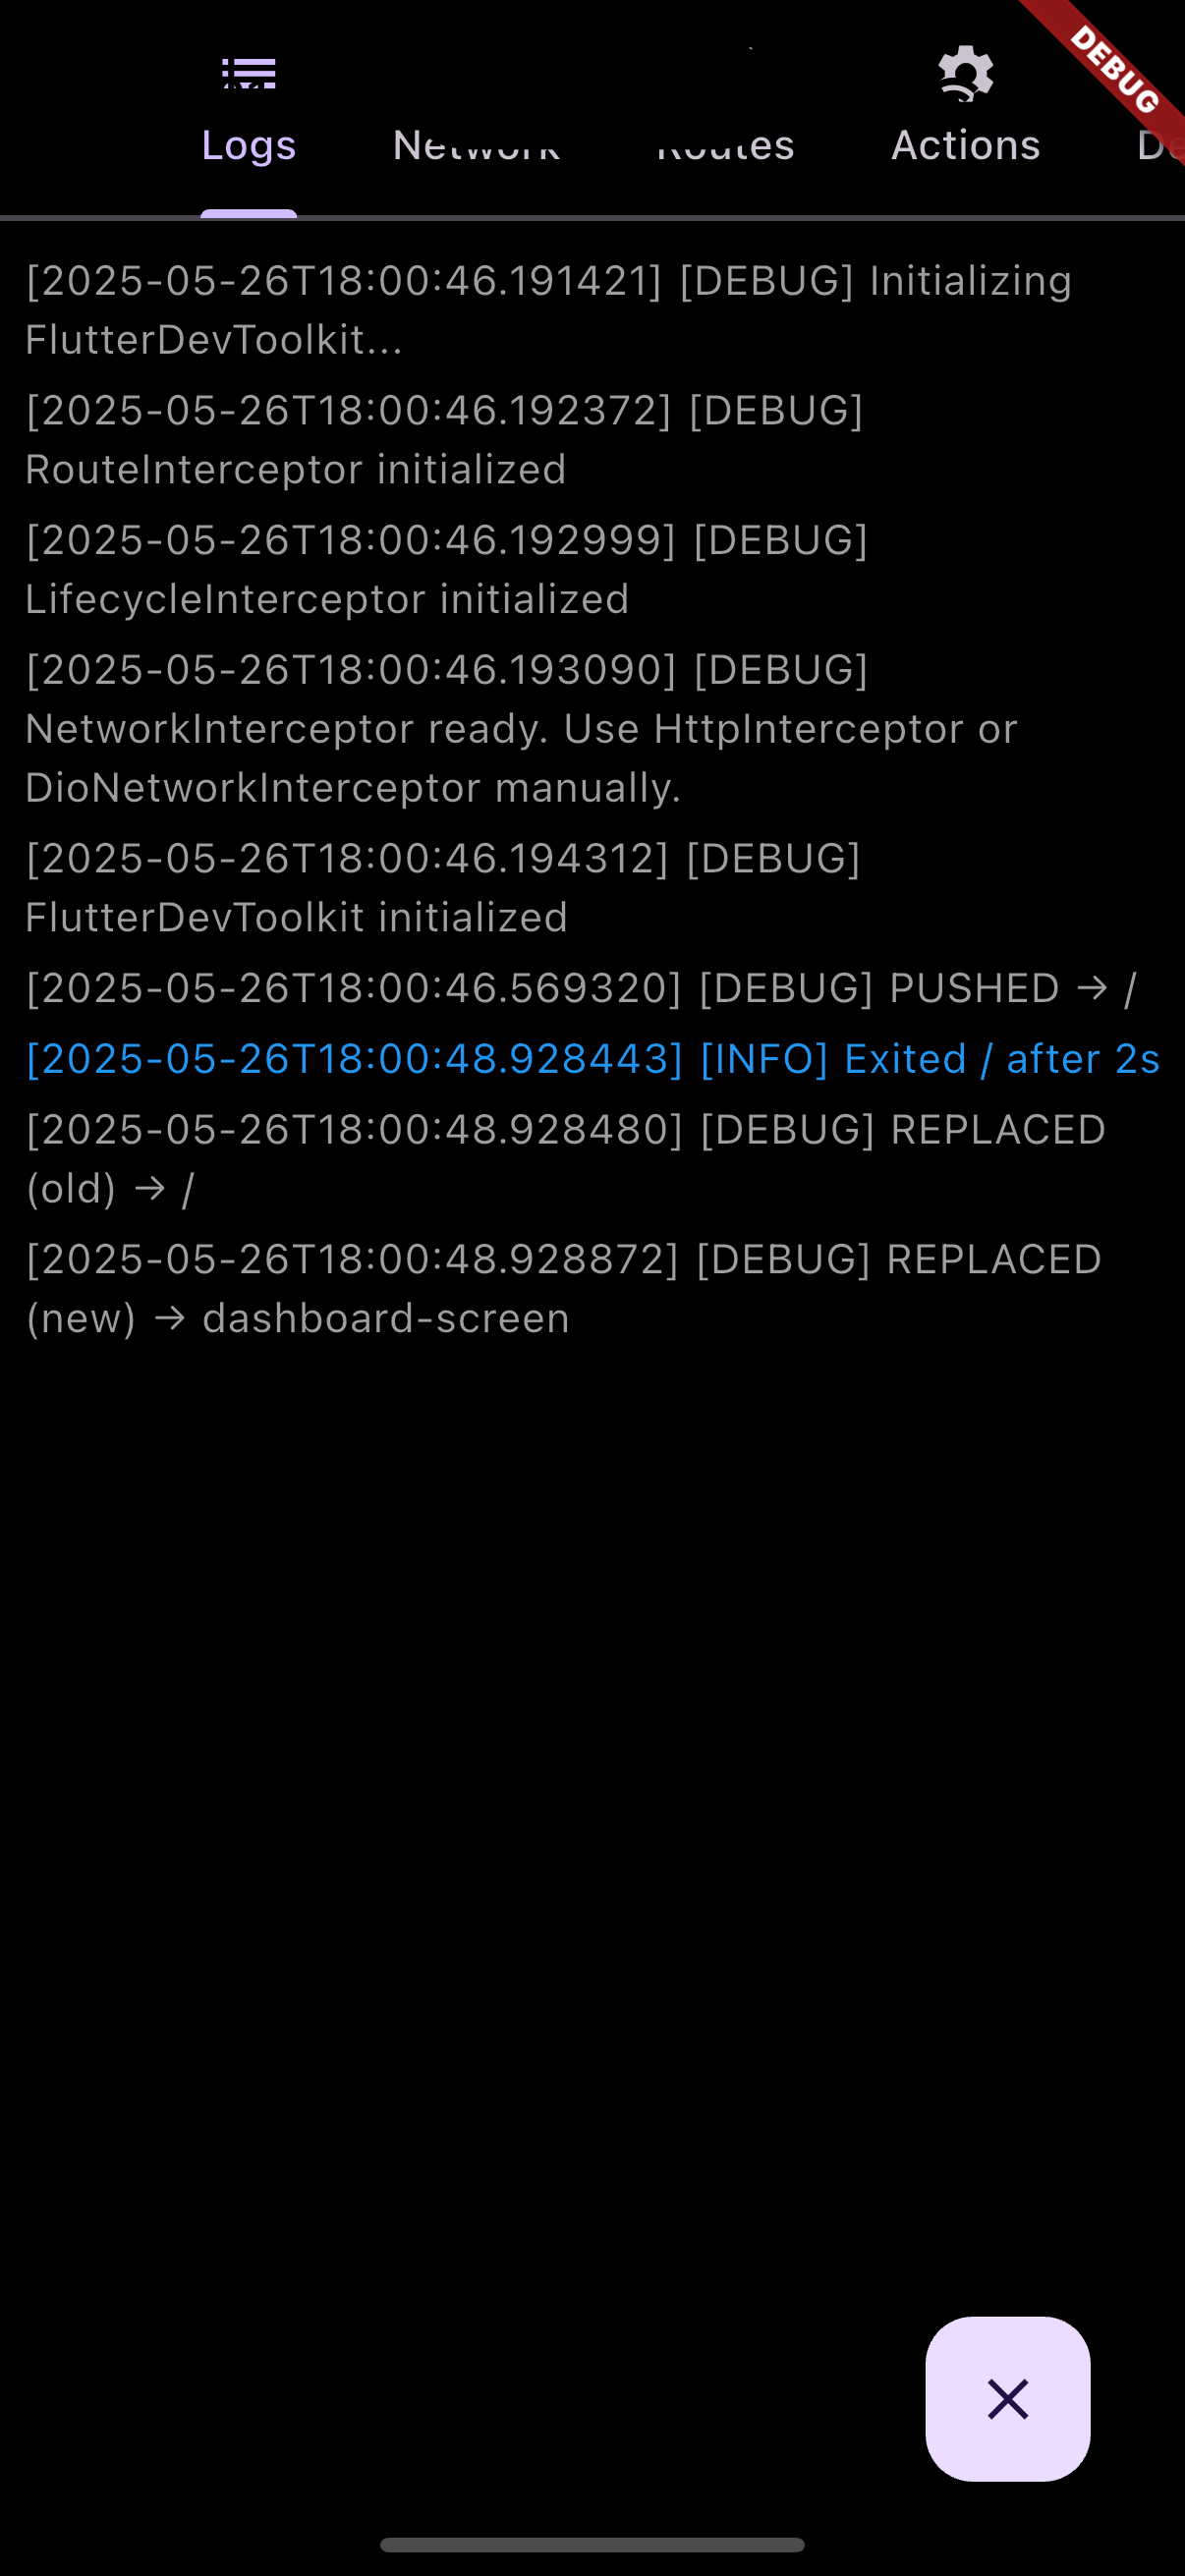 DEBUG
Logs Network Routes Actions
[2025-05-26T18:00:46.191421] [DEBUG] Initializing
FlutterDevToolkit...
[2025-05-26T18:00:46.192372] [DEBUG]
RouteInterceptor initialized
[2025-05-26T18:00:46.192999] [DEBUG]
LifecycleInterceptor initialized
[2025-05-26T18:00:46.193090] [DEBUG]
NetworkInterceptor ready. Use HttpInterceptor or
DioNetworkInterceptor manually.
[2025-05-26T18:00:46.194312] [DEBUG]
FlutterDevToolkit initialized
[2025-05-26T18:00:46.569320] [DEBUG] PUSHED → /
[2025-05-26T18:00:48.928443] [INFO] Exited / after 2s
[2025-05-26T18:00:48.928480] [DEBUG] REPLACED
(old) → /
[2025-05-26T18:00:48.928872] [DEBUG] REPLACED
(new) → dashboard-screen